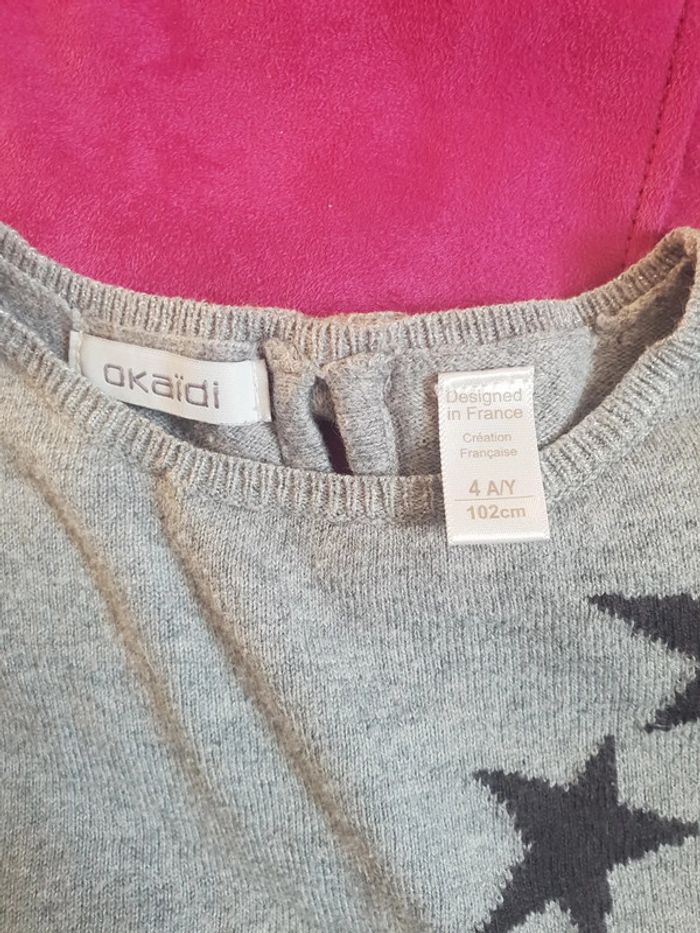 oKaïdi
Designed
in France
Création
Française
4 A/Y
102cm